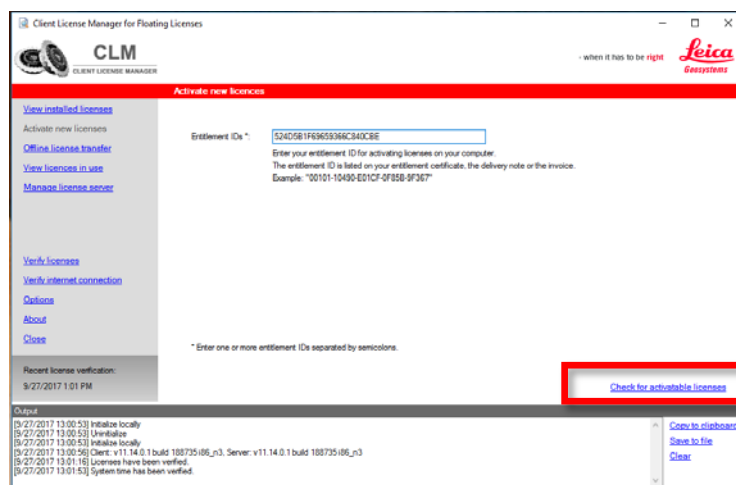 Client License Manager for Floating Licenses
CLM
CLIENT LICENSE MANAGER
- when it has to be right
Leica
Geosystems
Activate new licences
View installed licenses
Activate new licenses
Offline license transfer
View licences in use
Manage license server
Entitlement IDs *:
524D5B1F69659366C840CBE
Enter your entitlement ID for activating licenses on your computer.
The entitlement ID is listed on your entitlement certificate, the delivery note or the invoice.
Example: "00101-10490-E01CF-0F85B-9F367"
Verify licenses
Verify internet connection
Options
About
Close
* Enter one or more entitlement IDs separated by semicolons.
Recent license verification:
9/27/2017 1:01 PM
Check for activatable licenses
Output
[9/27/2017 13:00:53] Initialize locally
[9/27/2017 13:00:53] Uninitialize
[9/27/2017 13:00:53] Initialize locally
[9/27/2017 13:00:56] Client: v11.14.0.1 build 188735 i86_n3. Server: v11.14.0.1 build 188735 i86_n3
[9/27/2017 13:01:16] Licenses have been verified.
[9/27/2017 13:01:53] System time has been verified.
Copy to clipboard
Save to file
Clear